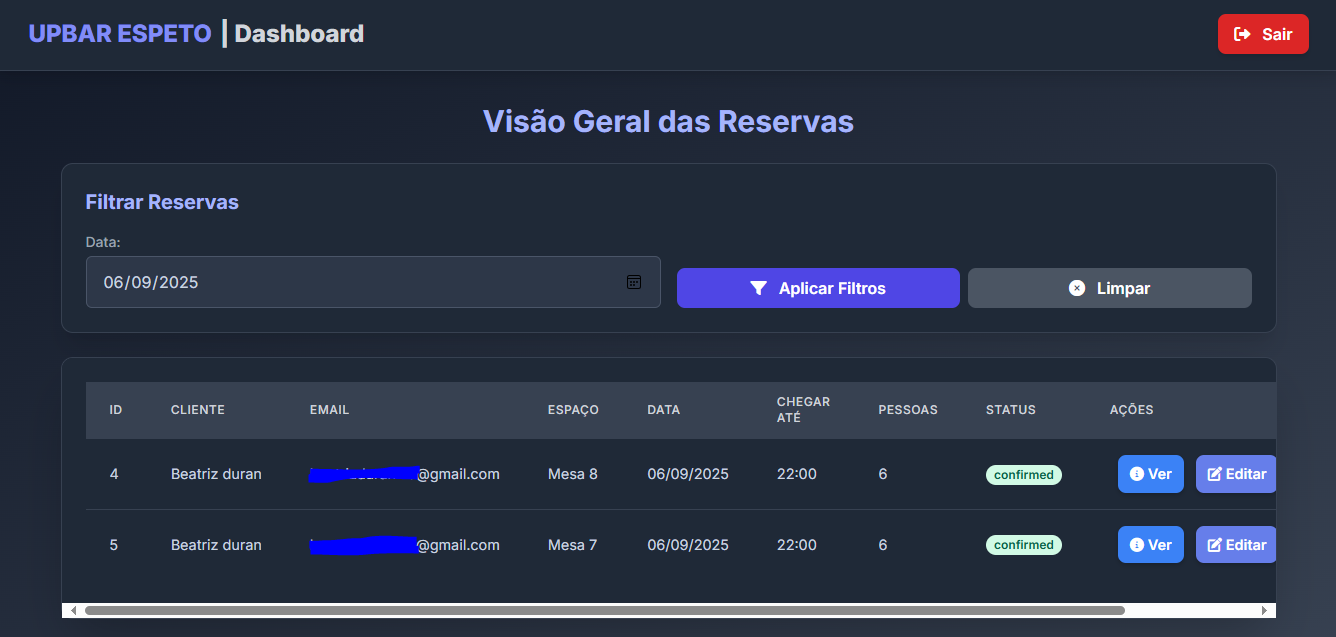 UPBAR ESPETO | Dashboard
Sair
Visão Geral das Reservas
Filtrar Reservas
Data:
06/09/2025
Aplicar Filtros
Limpar
ID CLIENTE EMAIL ESPAÇO DATA CHEGAR ATÉ PESSOAS STATUS AÇÕES
4 Beatriz duran @gmail.com Mesa 8 06/09/2025 22:00 6 confirmed Ver Editar
5 Beatriz duran @gmail.com Mesa 7 06/09/2025 22:00 6 confirmed Ver Editar